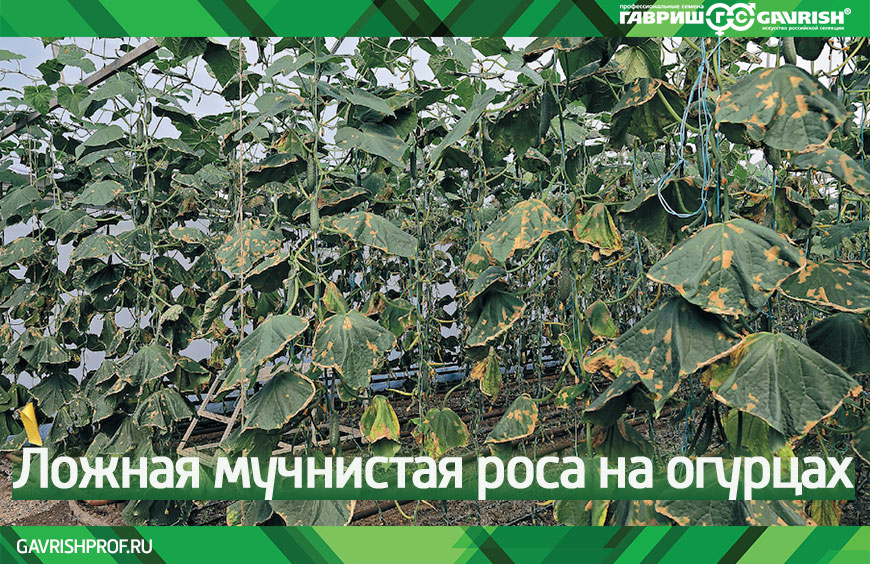 профессиональные семена
ГАВРИШ GAVRISH®
искусство российской селекции
Ложная мучнистая роса на огурцах
GAVRISHPROF.RU